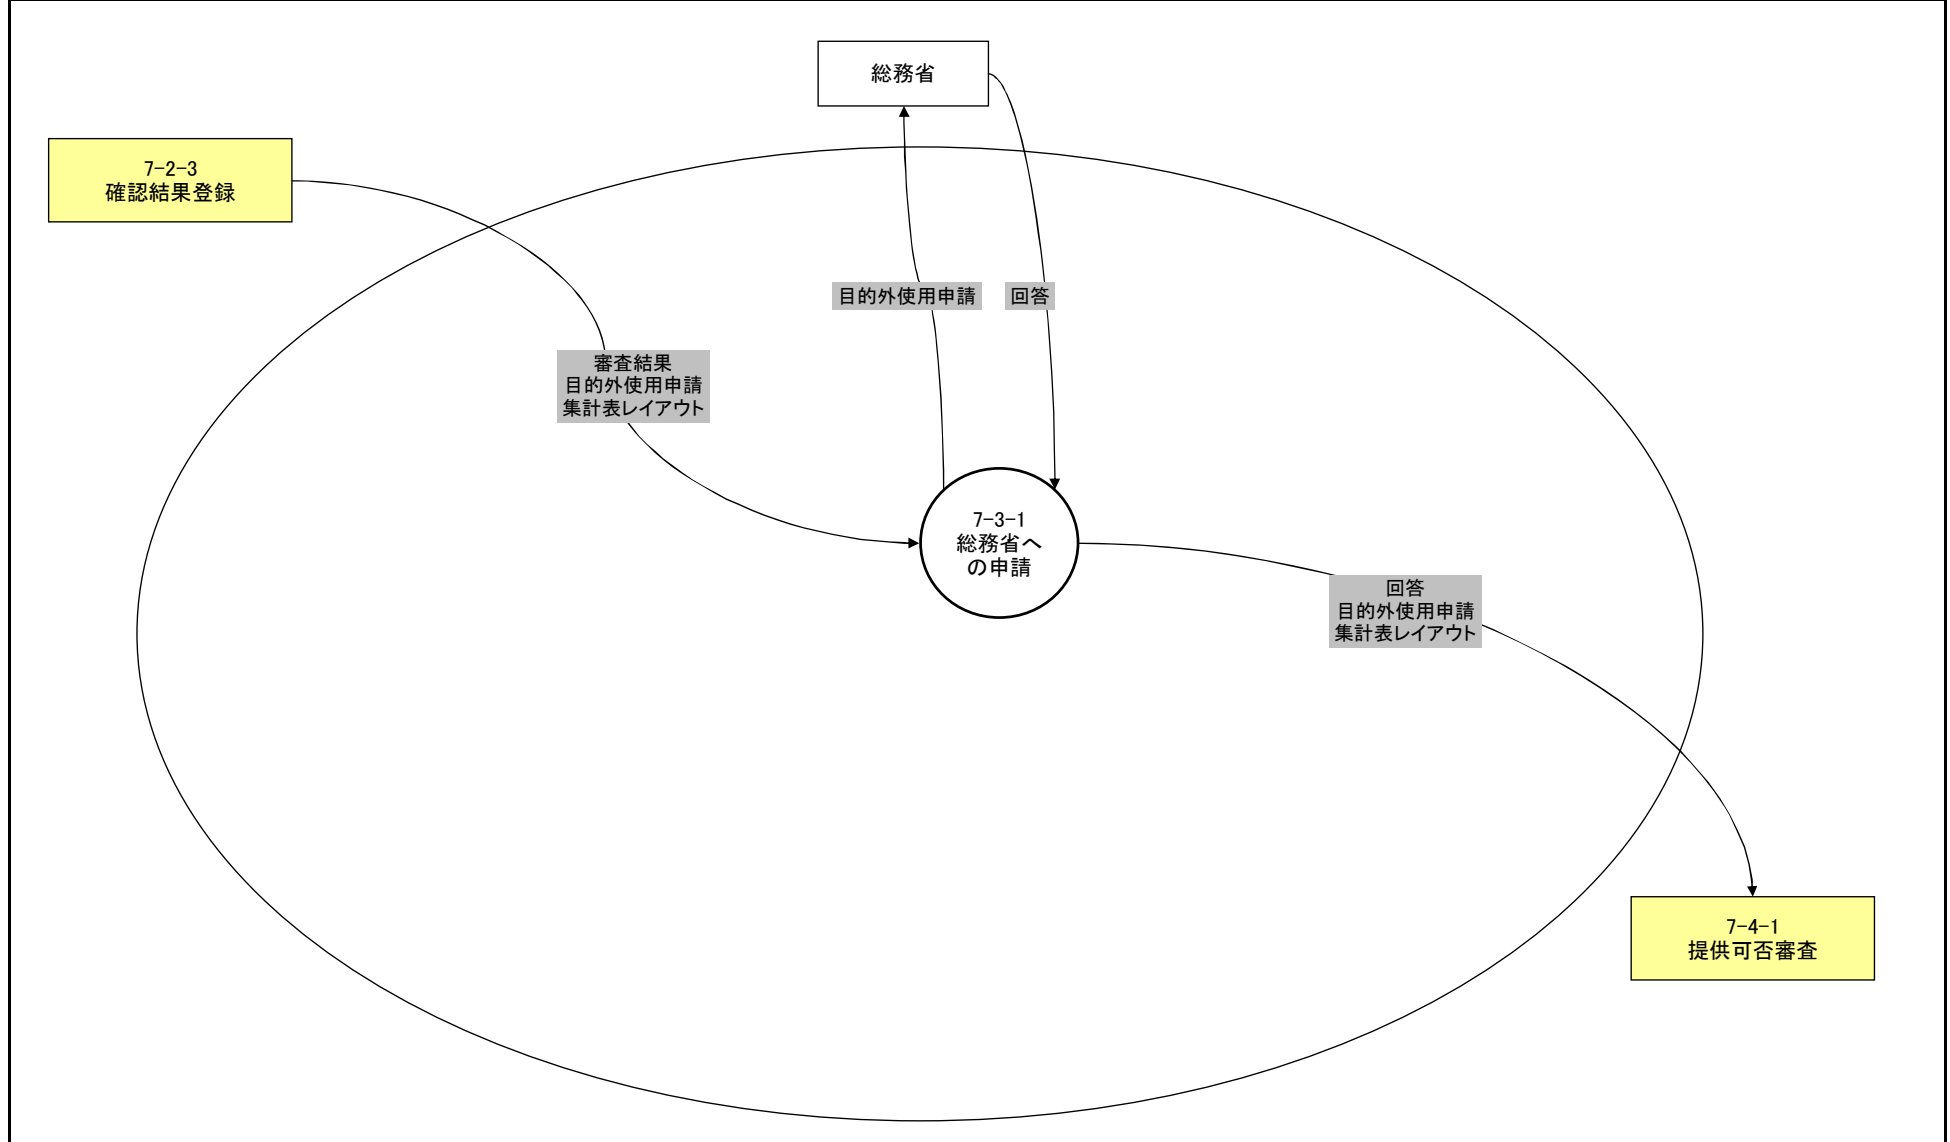 総務省
7-2-3
確認結果登録
目的外使用申請
回答
審査結果
目的外使用申請
集計表レイアウト
7-3-1
総務省へ
の申請
回答
目的外使用申請
集計表レイアウト
7-4-1
提供可否審査